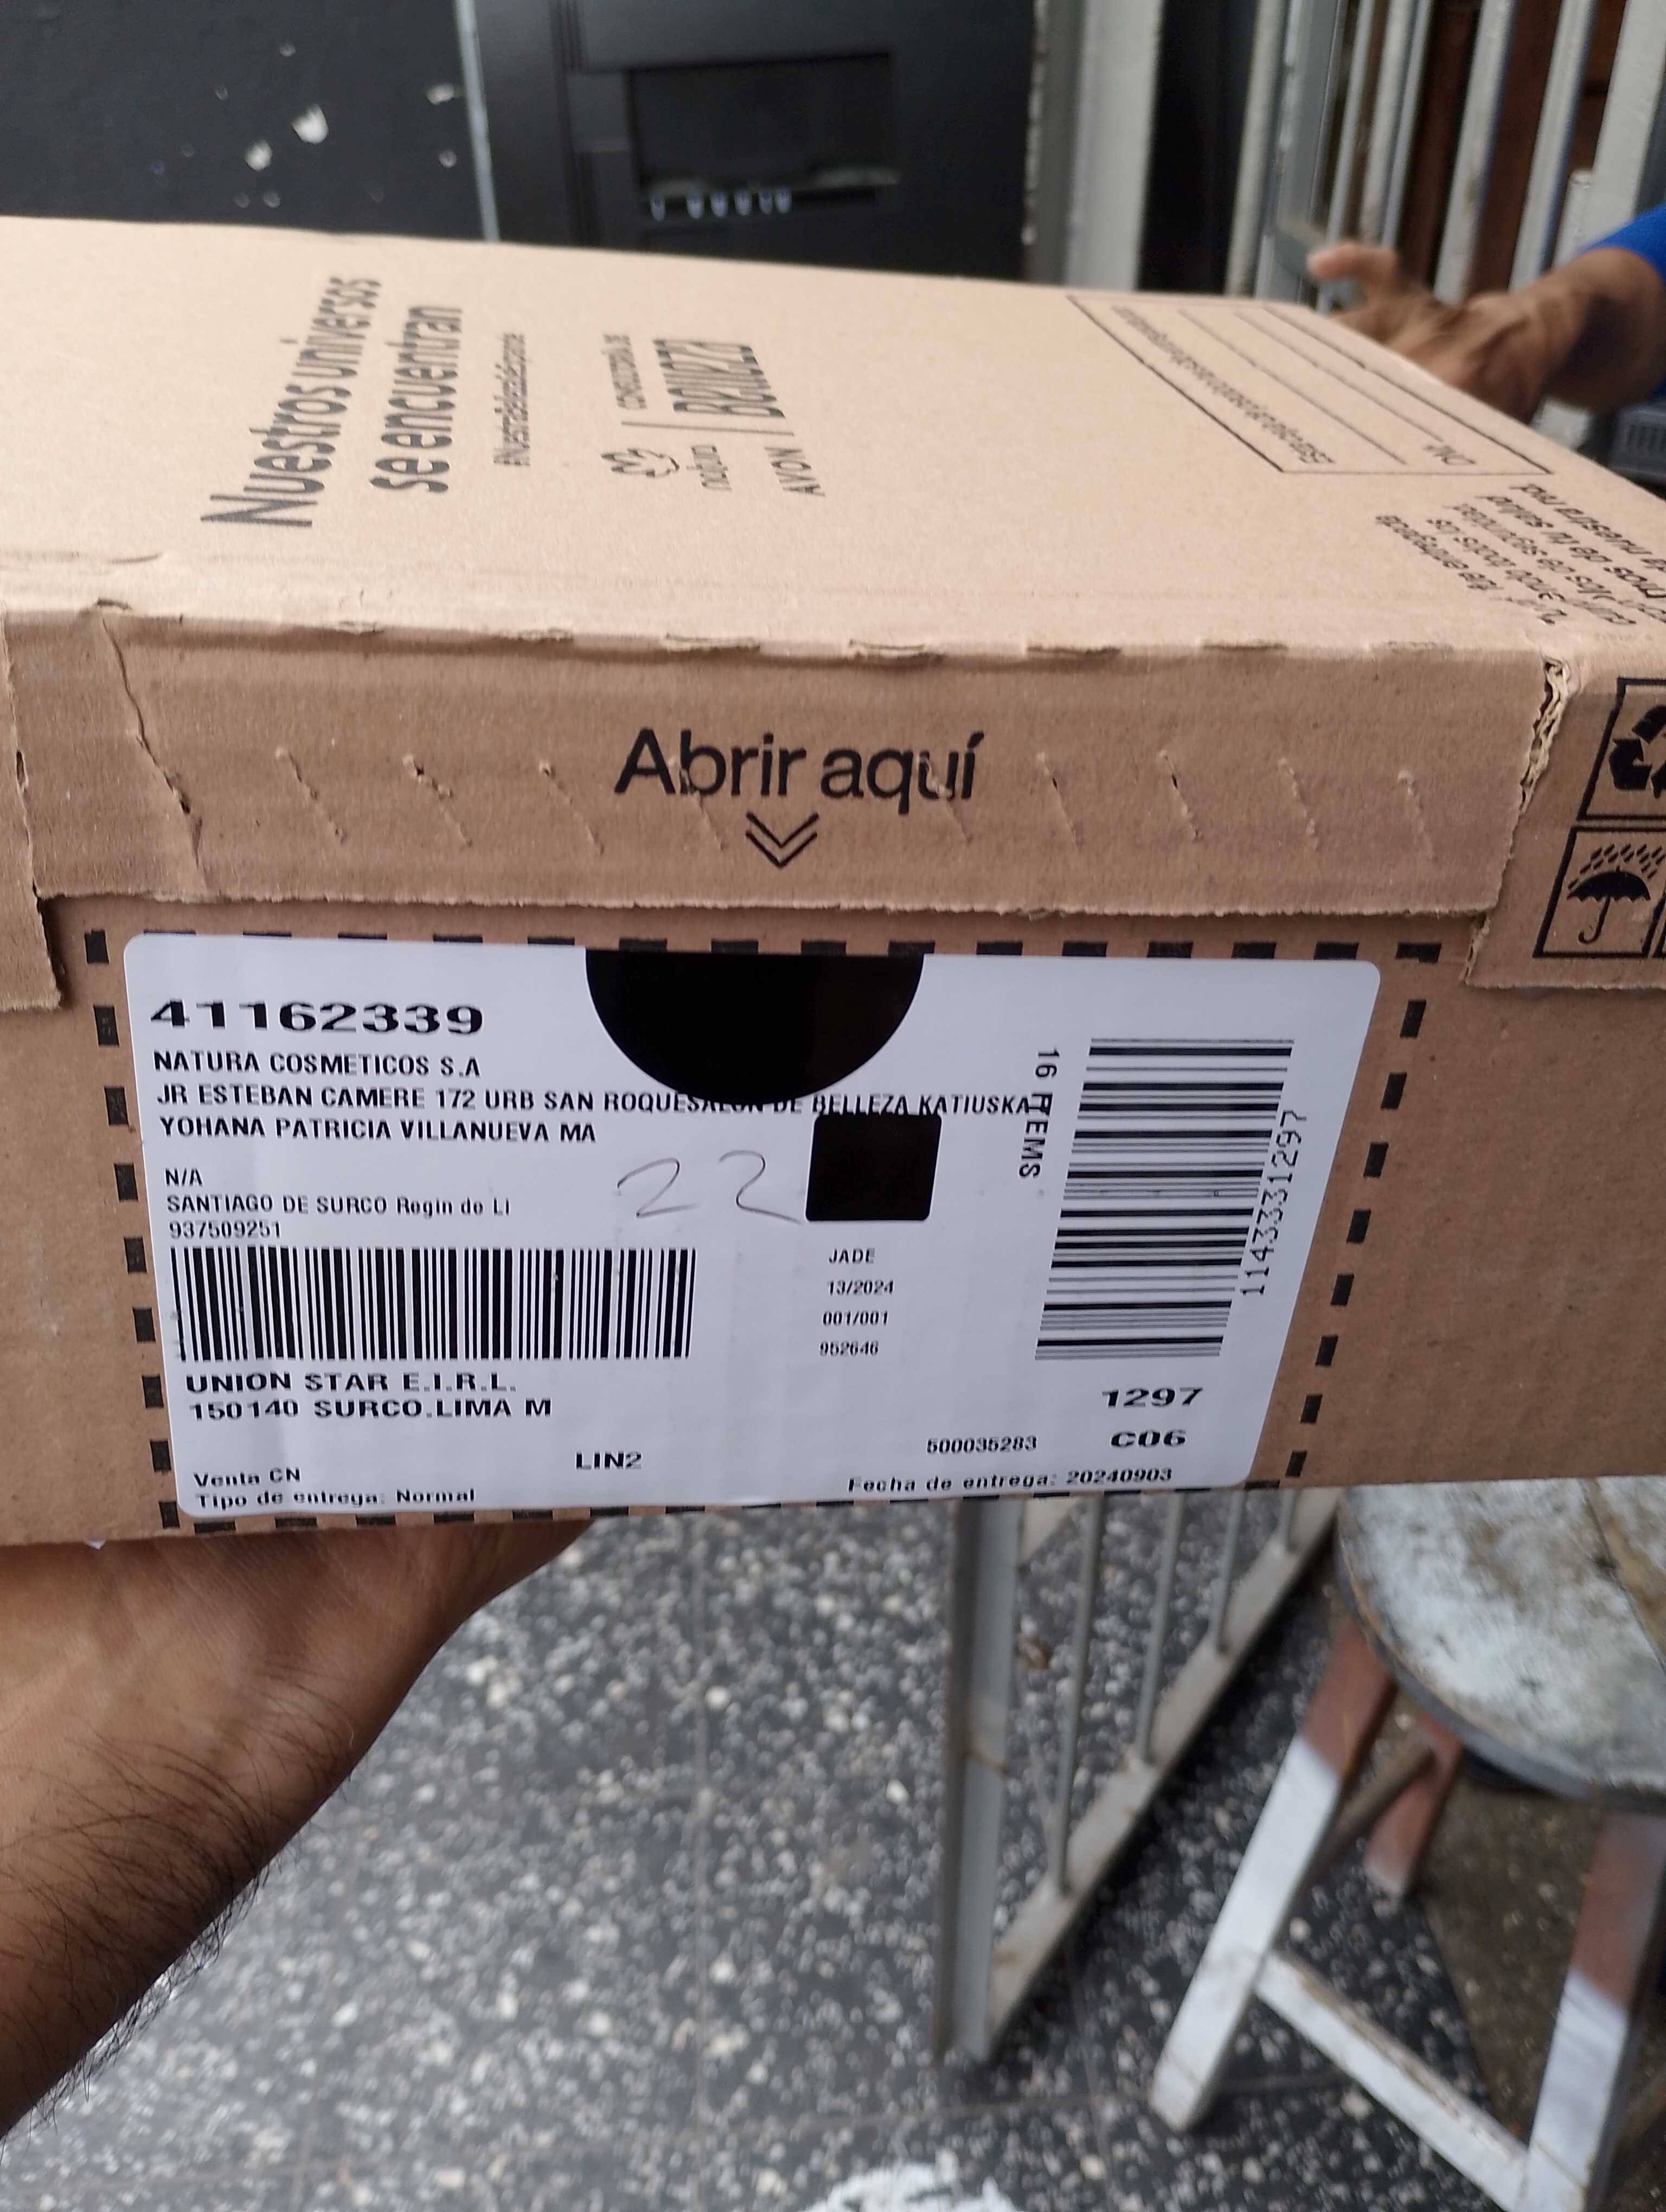 Nuestros universos
se encuentran
natura
AVON
Abrir aquí
41162339
NATURA COSMETICOS S.A
JR ESTEBAN CAMERE 172 URB SAN ROQUESALON DE BELLEZA KATIUSKA
YOHANA PATRICIA VILLANUEVA MA
16 ITEMS
22
N/A
SANTIAGO DE SURCO Regin de LI
937509251
JADE
13/2024
001/001
952646
1143331297
UNION STAR E.I.R.L.
150140 SURCO.LIMA M
1297
LIN2
500035283
C06
Venta CN
Fecha de entrega: 20240903
Tipo de entrega: Normal